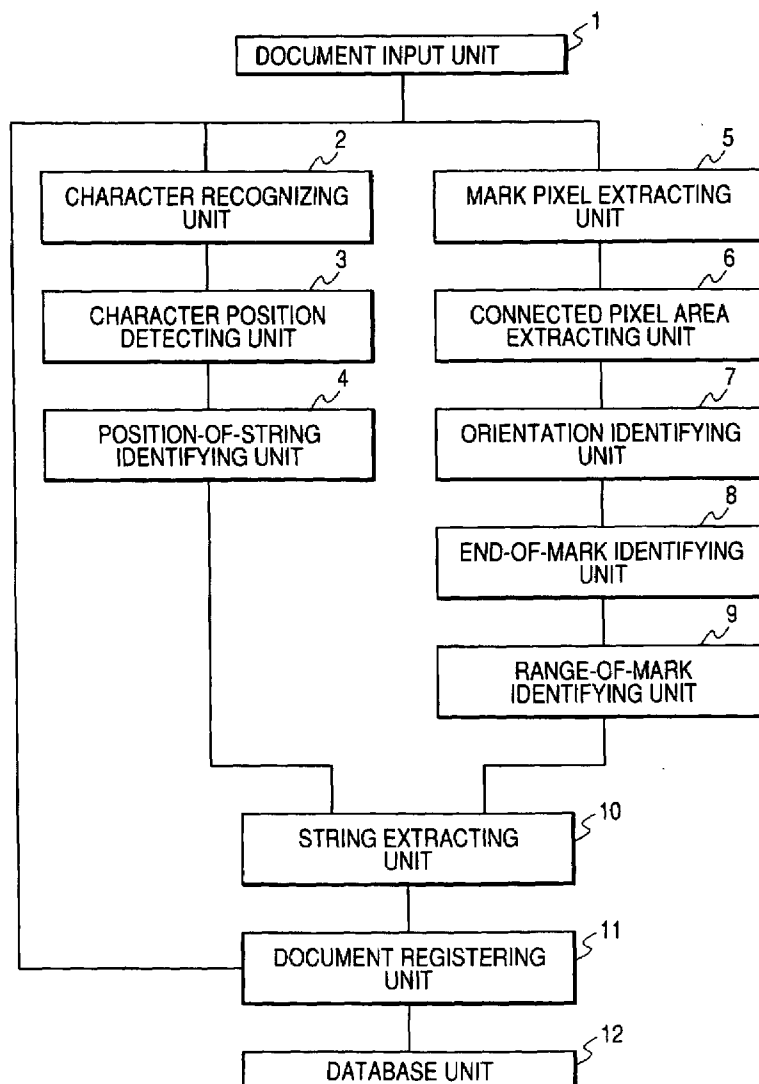 1
DOCUMENT INPUT UNIT
2
CHARACTER RECOGNIZING
UNIT
3
CHARACTER POSITION
DETECTING UNIT
4
POSITION-OF-STRING
IDENTIFYING UNIT
5
MARK PIXEL EXTRACTING
UNIT
6
CONNECTED PIXEL AREA
EXTRACTING UNIT
7
ORIENTATION IDENTIFYING
UNIT
8
END-OF-MARK IDENTIFYING
UNIT
9
RANGE-OF-MARK
IDENTIFYING UNIT
10
STRING EXTRACTING
UNIT
11
DOCUMENT REGISTERING
UNIT
12
DATABASE UNIT